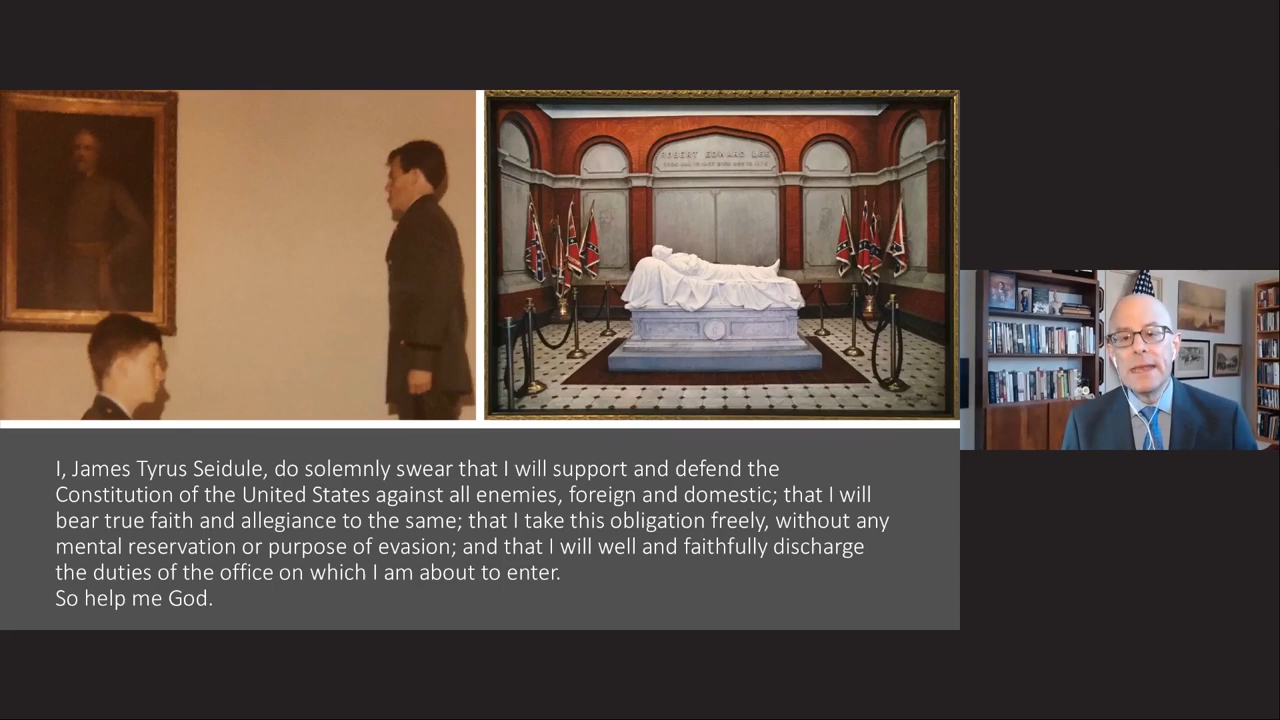 ROBERT EDWARD LEE
I, James Tyrus Seidule, do solemnly swear that I will support and defend the
Constitution of the United States against all enemies, foreign and domestic; that I will
bear true faith and allegiance to the same; that I take this obligation freely, without any
mental reservation or purpose of evasion; and that I will well and faithfully discharge
the duties of the office on which I am about to enter.
So help me God.